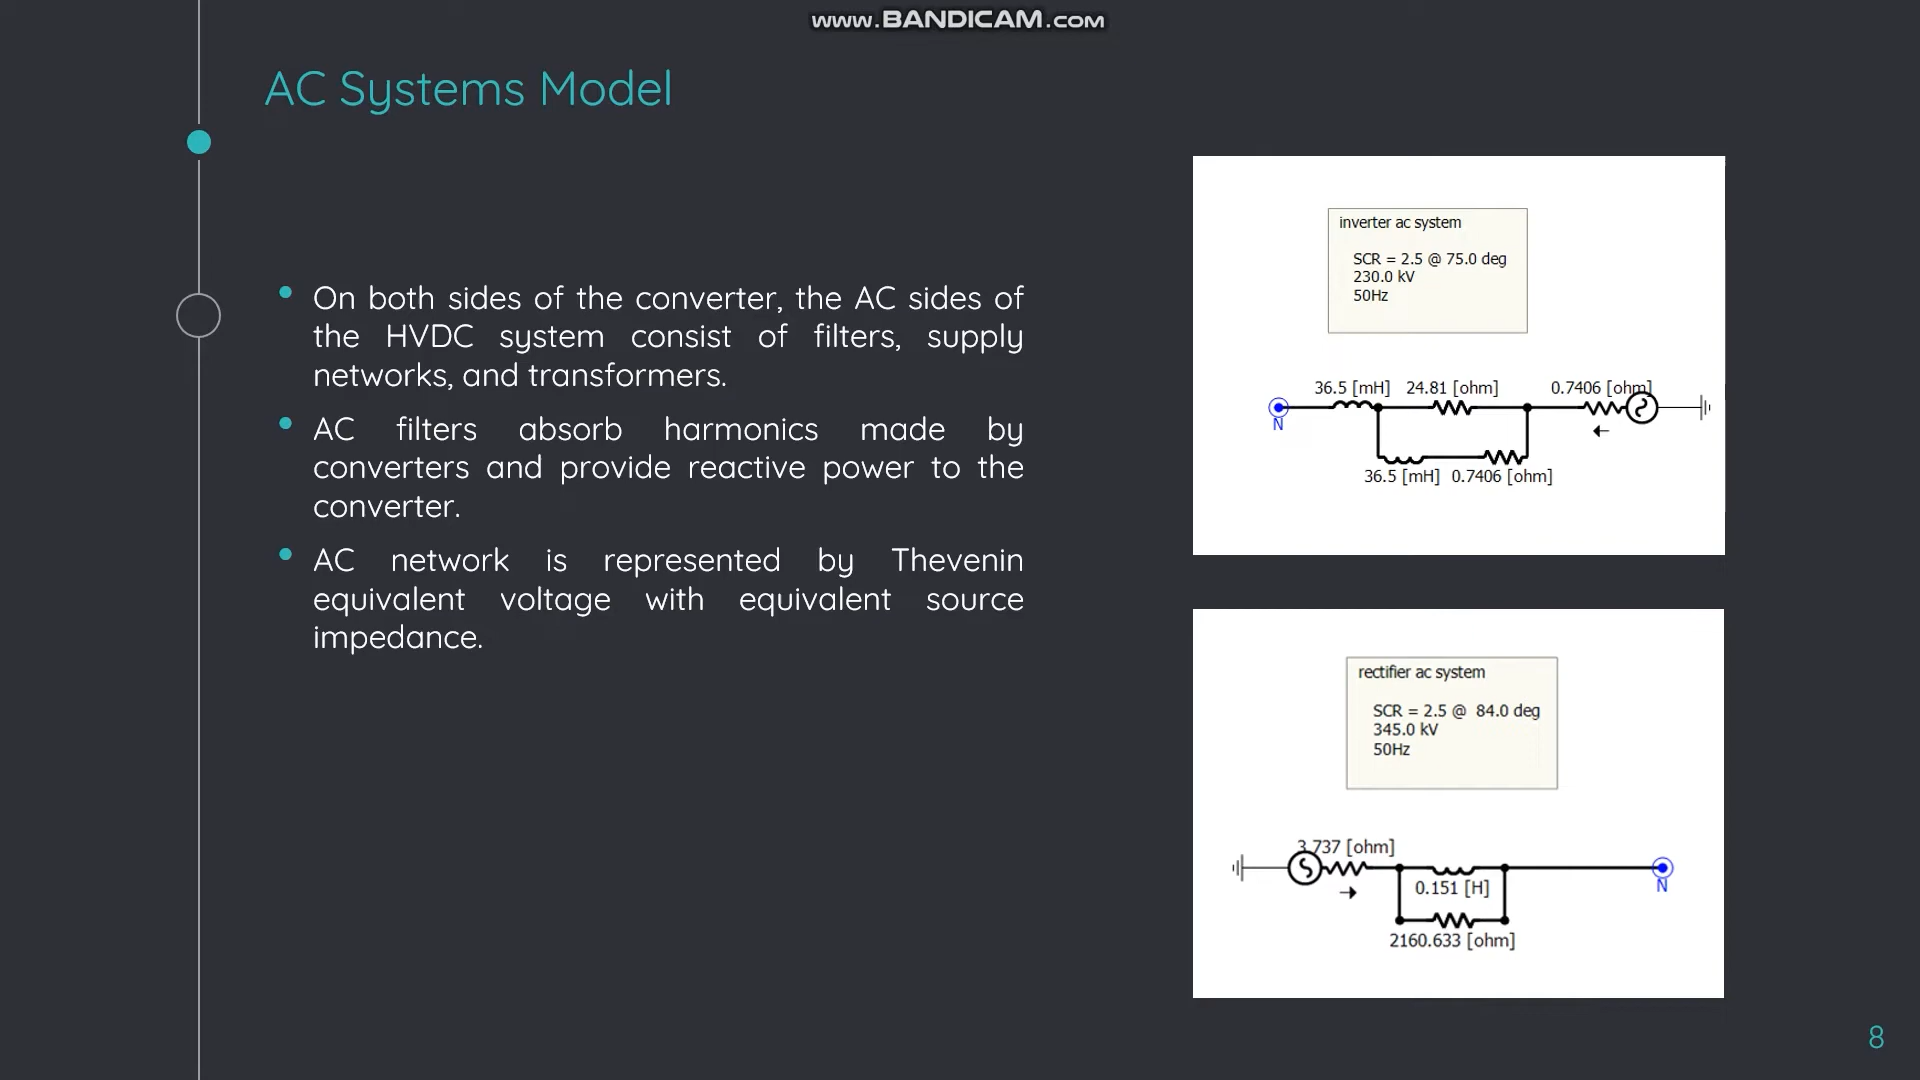 www.BANDICAM.com
AC Systems Model
• On both sides of the converter, the AC sides of
the HVDC system consist of filters, supply
networks, and transformers.
• AC filters absorb harmonics made by
converters and provide reactive power to the
converter.
• AC network is represented by Thevenin
equivalent voltage with equivalent source
impedance.
inverter ac system
SCR = 2.5 @ 75.0 deg
230.0 kV
50Hz
36.5 [mH] 24.81 [ohm] 0.7406 [ohm]
N
36.5 [mH] 0.7406 [ohm]
rectifier ac system
SCR = 2.5 @ 84.0 deg
345.0 kV
50Hz
3.737 [ohm]
0.151 [H]
N
2160.633 [ohm]
8